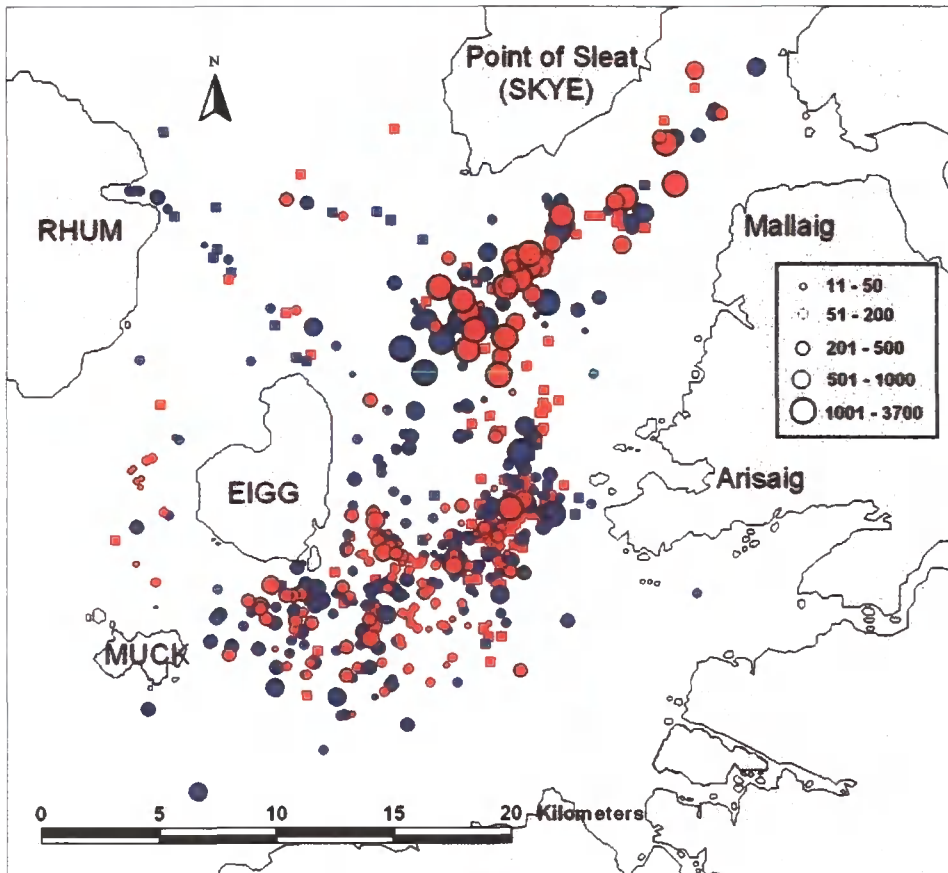 Point of Sleat
(SKYE)
N
RHUM
Mallaig
11 - 50
51 - 200
201 - 500
501 - 1000
1001 - 3700
EIGG
Arisaig
MUCK
0 5 10 15 20 Kilometers